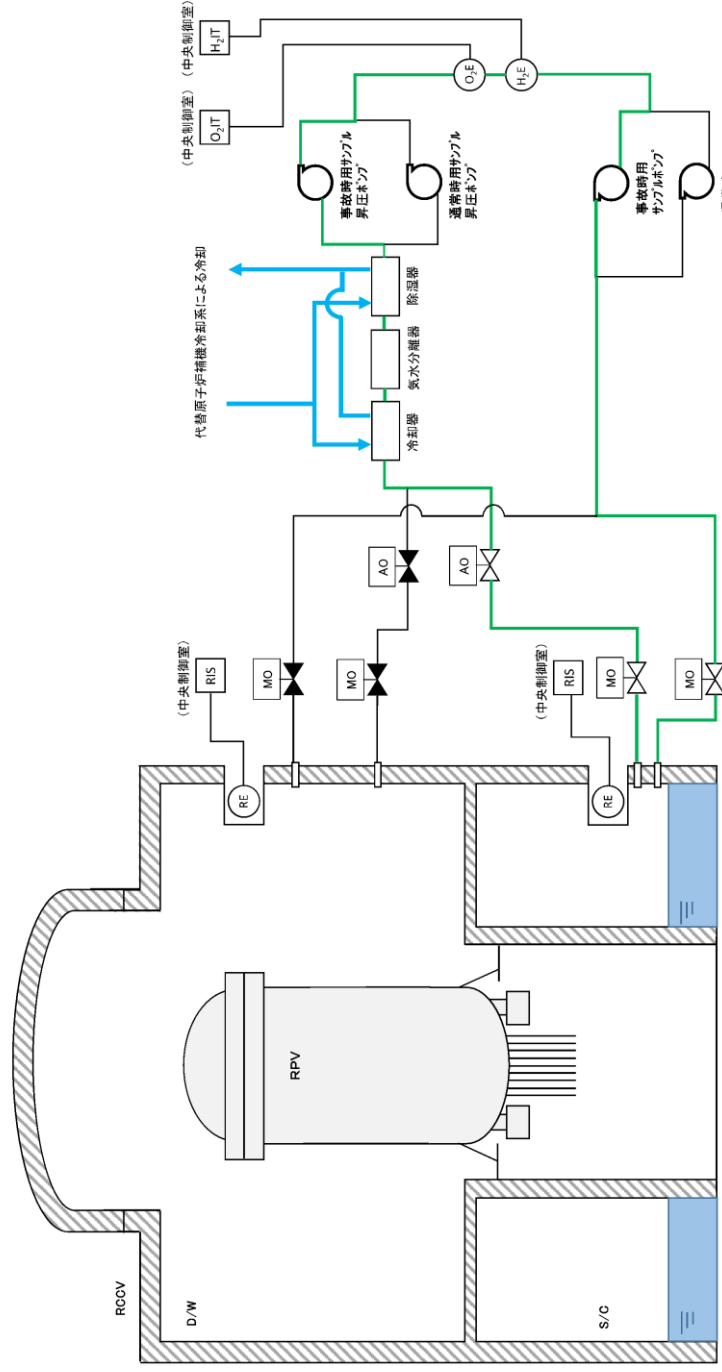 RCCV
D/W
S/C
RPV
RE
(中央制御室)
RIS
MO
MO
RE
(中央制御室)
RIS
MO
MO
AO
AO
代替原子炉補機冷却系による冷却
冷却器
気水分離器
除湿器
事故時用サンプル
昇圧ポンプ
通常時用サンプル
昇圧ポンプ
(中央制御室)
O₂IT
(中央制御室)
H₂IT
O₂E
H₂E
事故時用
サンプルポンプ